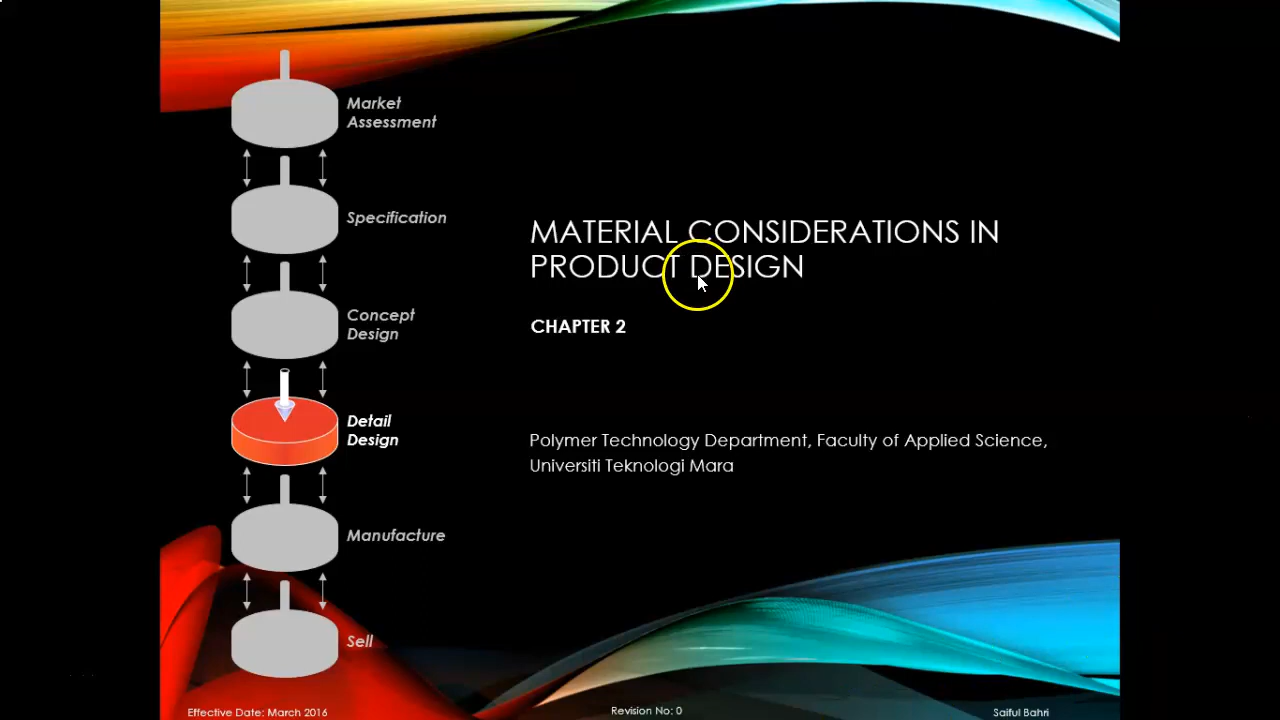 Market
Assessment
Specification
Concept
Design
Detail
Design
Manufacture
Sell
MATERIAL CONSIDERATIONS IN
PRODUCT DESIGN
CHAPTER 2
Polymer Technology Department, Faculty of Applied Science,
Universiti Teknologi Mara
Effective Date: March 2016
Revision No: 0
Saiful Bahri